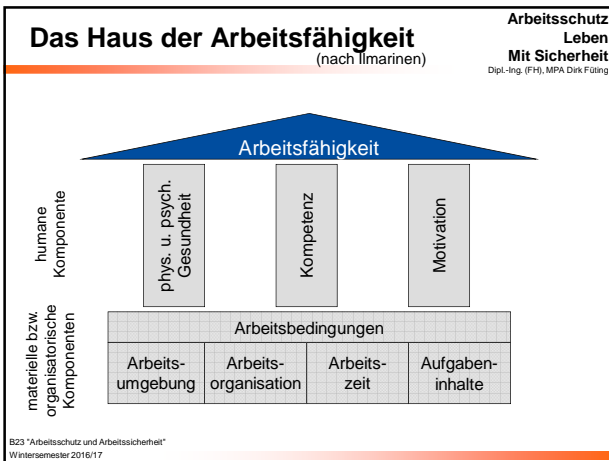 Das Haus der Arbeitsfähigkeit
(nach Ilmarinen)
Arbeitsschutz
Leben
Mit Sicherheit
Dipl.-Ing. (FH), MPA Dirk Füting
Arbeitsfähigkeit
humane
Komponente
phys. u. psych.
Gesundheit
Kompetenz
Motivation
materielle bzw.
organisatorische
Komponenten
Arbeitsbedingungen
Arbeits-
umgebung
Arbeits-
organisation
Arbeits-
zeit
Aufgaben-
inhalte
B23 "Arbeitsschutz und Arbeitssicherheit"
Wintersemester 2016/17